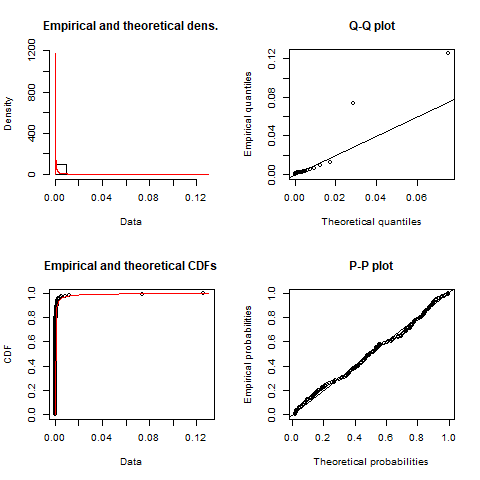 Empirical and theoretical dens.
Density
0 400 800 1200
0.00 0.04 0.08 0.12
Data
Q-Q plot
Empirical quantiles
0.00 0.04 0.08 0.12
0.00 0.02 0.04 0.06
Theoretical quantiles
Empirical and theoretical CDFs
CDF
0.0 0.2 0.4 0.6 0.8 1.0
0.00 0.04 0.08 0.12
Data
P-P plot
Empirical probabilities
0.0 0.2 0.4 0.6 0.8 1.0
0.0 0.2 0.4 0.6 0.8 1.0
Theoretical probabilities